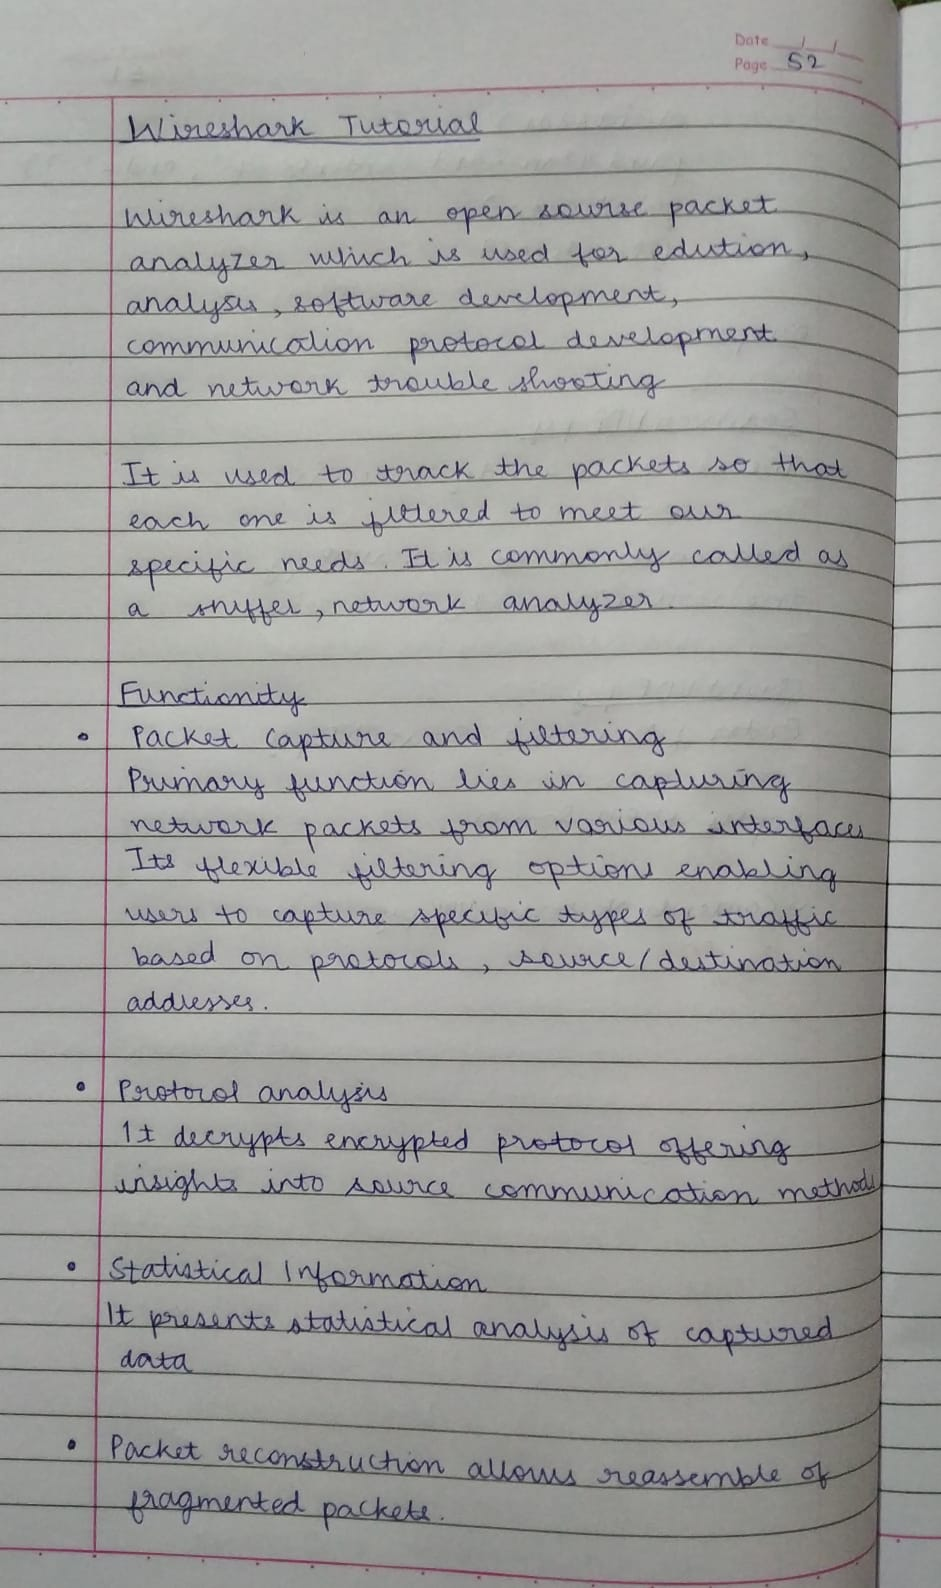 Date / /
Page 52
Wireshark Tutorial
Wireshark is an open sourse packet
analyzer which is used for edution,
analysis, software development,
communication protocol development
and network trouble shooting
It is used to track the packets so that
each one is filtered to meet our
specific needs. It is commonly called as
a sniffer, network analyzer.
Functionity
• Packet capture and filtering
Primary function lies in capturing
network packets from various interfaces
Its flexible filtering options enabling
users to capture specific types of traffic
based on protocols, source/destination
addresses.
• Protocol analysis
It decrypts encrypted protocol offering
insights into source communication methods
• Statistical Information
It presents statistical analysis of captured
data
• Packet reconstruction allows reassemble of
fragmented packets.